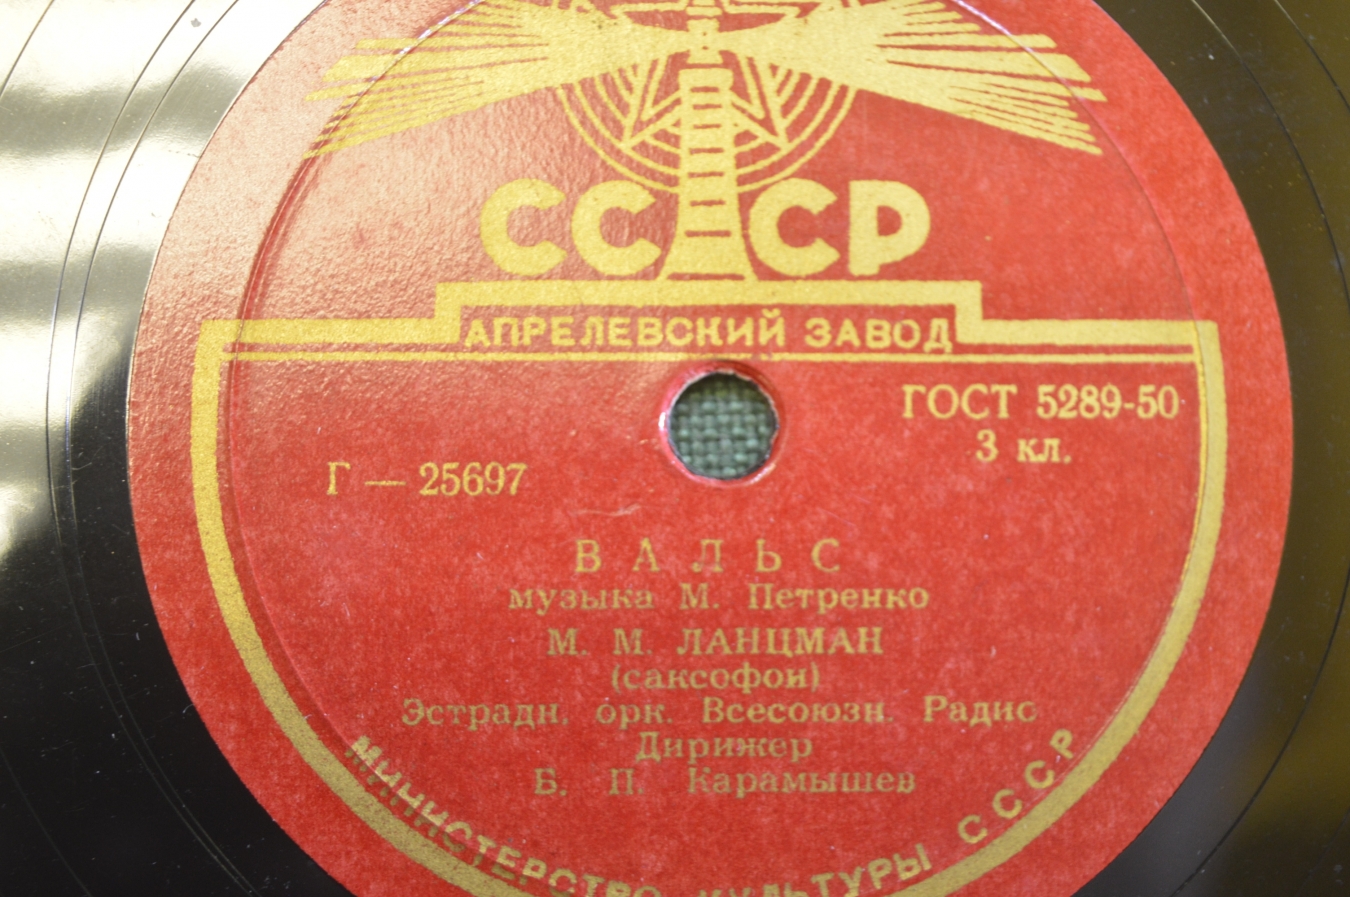 СССР
АПРЕЛЕВСКИЙ ЗАВОД
ГОСТ 5289-50
3 кл.
Г — 25697
ВАЛЬС
музыка М. Петренко
М. М. ЛАНЦМАН
(саксофон)
Эстрадн. орк. Всесоюзн. Радио
Дирижер
Б. П. Карамышев
МИНИСТЕРСТВО КУЛЬТУРЫ СССР